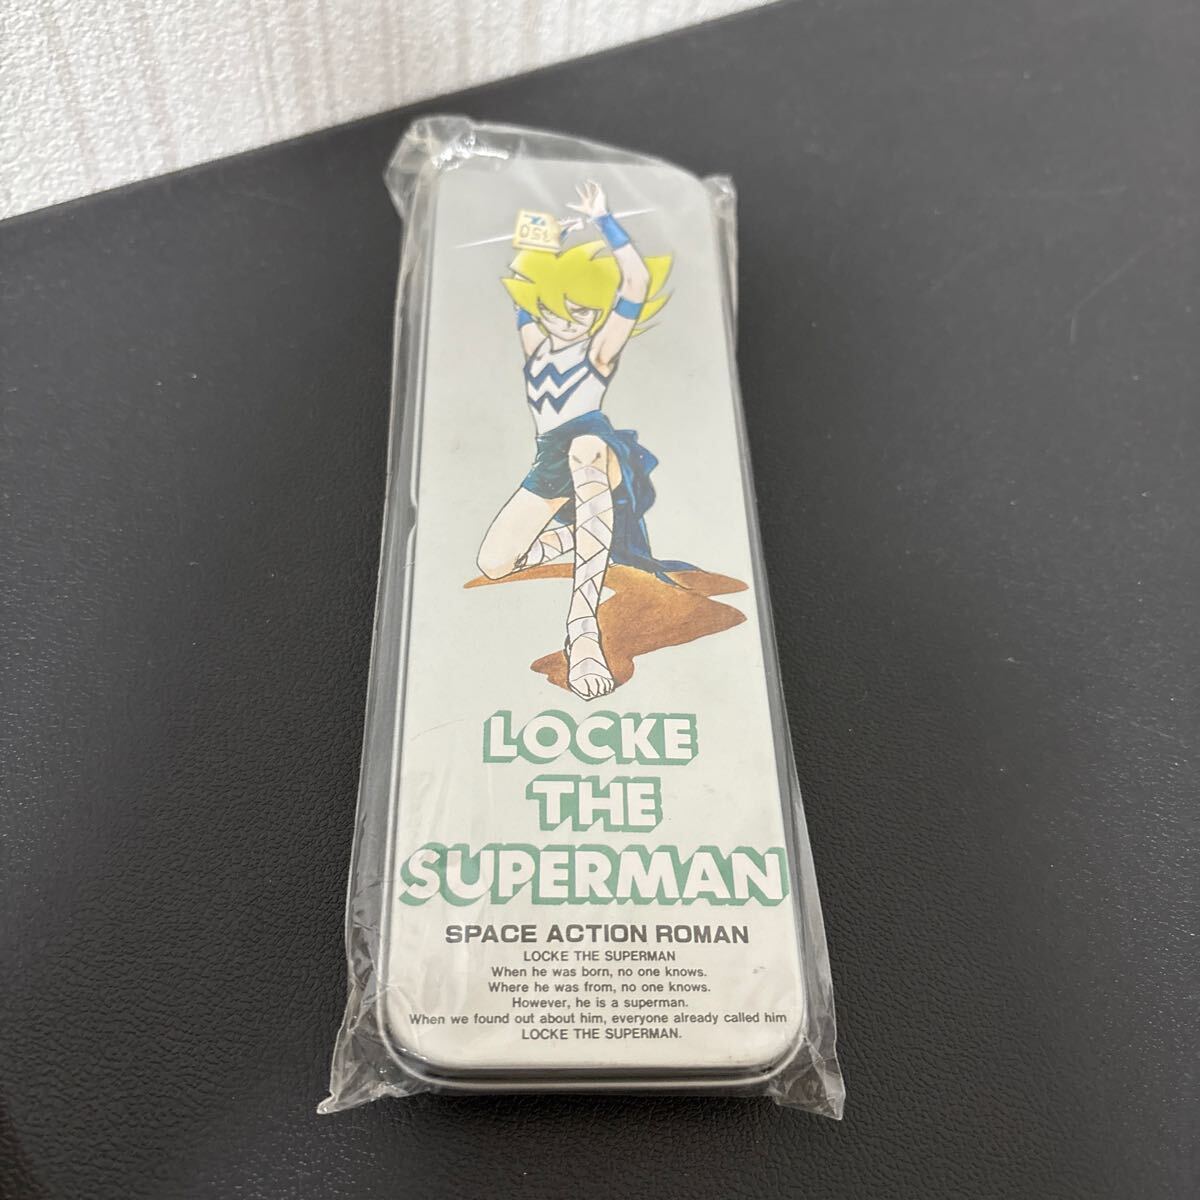 150
LOCKE
THE
SUPERMAN
SPACE ACTION ROMAN
LOCKE THE SUPERMAN
When he was born, no one knows.
Where he was from, no one knows.
However, he is a superman.
When we found out about him, everyone already called him
LOCKE THE SUPERMAN.